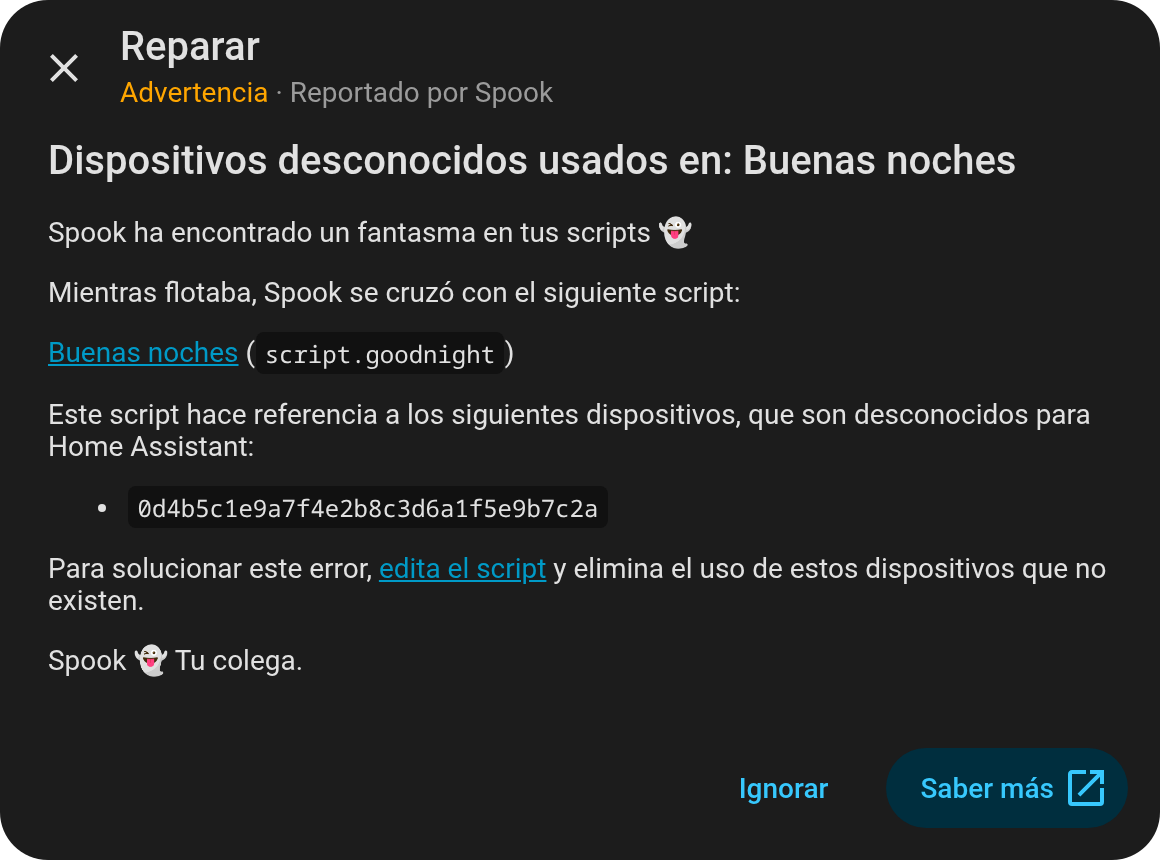 Reparar
Advertencia · Reportado por Spook
Dispositivos desconocidos usados en: Buenas noches
Spook ha encontrado un fantasma en tus scripts 👻
Mientras flotaba, Spook se cruzó con el siguiente script:
Buenas noches (script.goodnight)
Este script hace referencia a los siguientes dispositivos, que son desconocidos para
Home Assistant:
• 0d4b5c1e9a7f4e2b8c3d6a1f5e9b7c2a
Para solucionar este error, edita el script y elimina el uso de estos dispositivos que no
existen.
Spook 👻 Tu colega.
Ignorar
Saber más